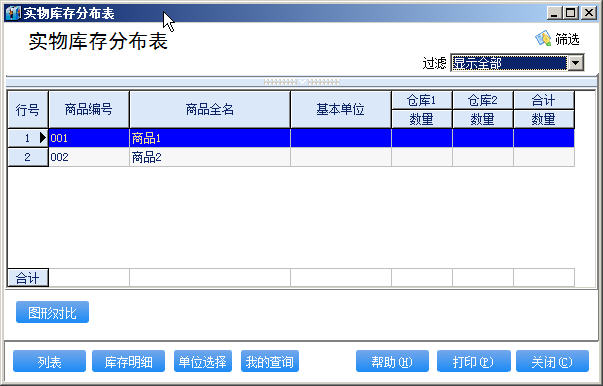 实物库存分布表
实物库存分布表
筛选
过滤 显示全部
行号 商品编号 商品全名 基本单位 仓库1 仓库2 合计
数量 数量 数量
1 001 商品1
2 002 商品2
合计
图形对比
列表 库存明细 单位选择 我的查询 帮助(H) 打印(P) 关闭(C)